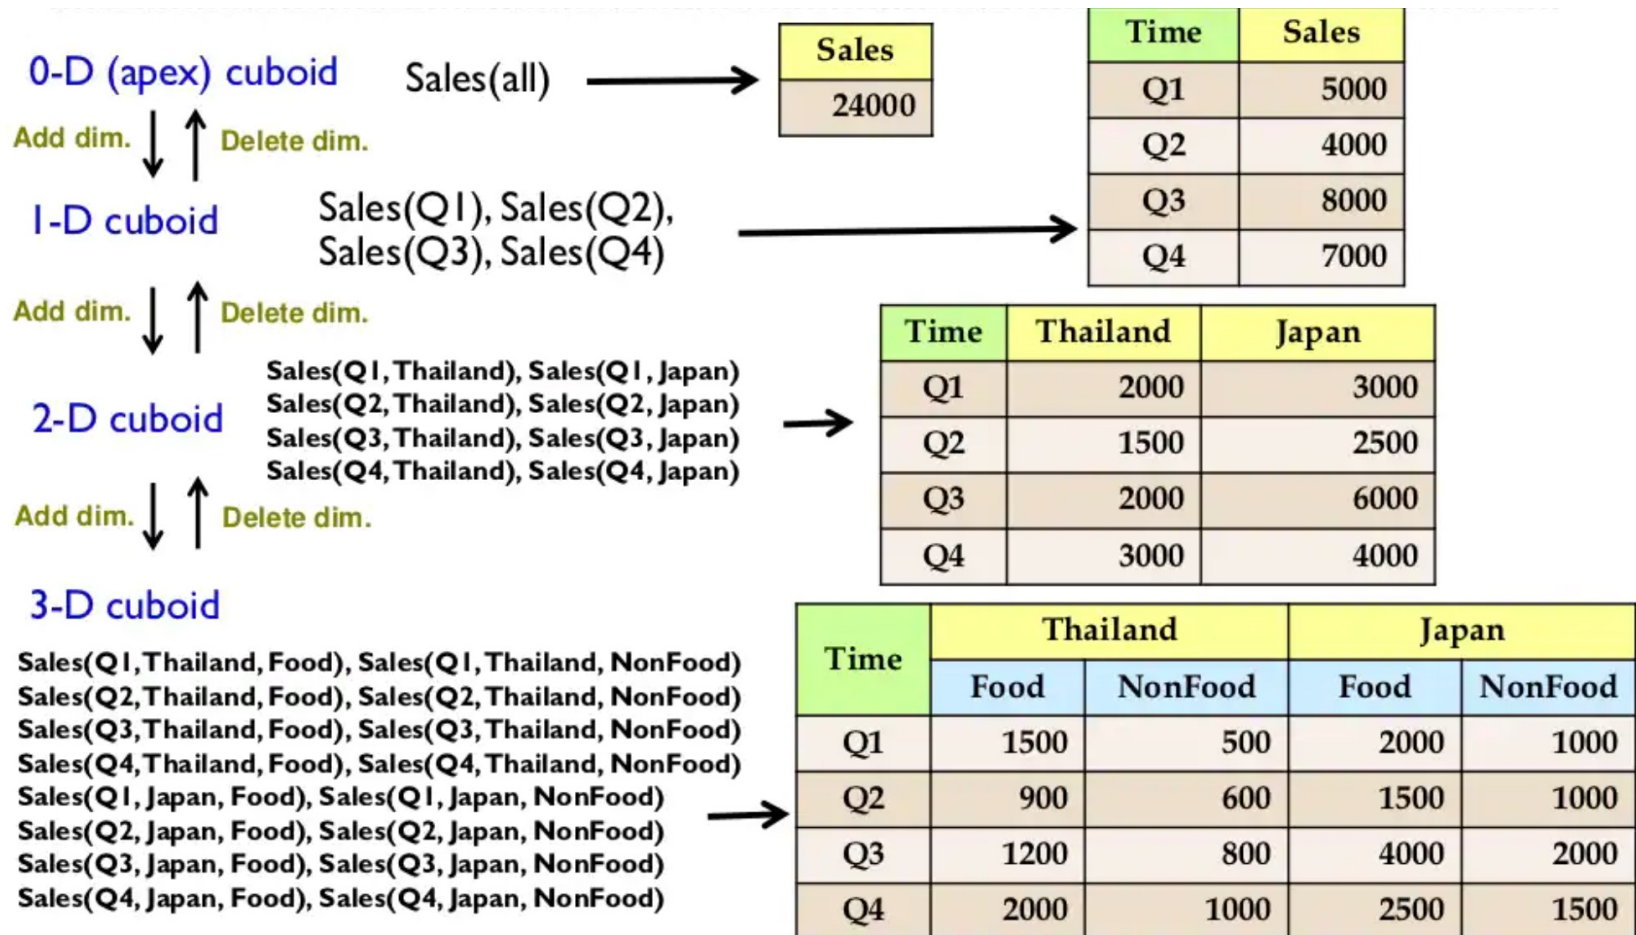 0-D (apex) cuboid
Sales(all)
Sales
24000
Time Sales
Q1 5000
Q2 4000
Q3 8000
Q4 7000
Add dim. Delete dim.
1-D cuboid
Sales(Q1), Sales(Q2),
Sales(Q3), Sales(Q4)
Add dim. Delete dim.
2-D cuboid
Sales(Q1, Thailand), Sales(Q1, Japan)
Sales(Q2, Thailand), Sales(Q2, Japan)
Sales(Q3, Thailand), Sales(Q3, Japan)
Sales(Q4, Thailand), Sales(Q4, Japan)
Time Thailand Japan
Q1 2000 3000
Q2 1500 2500
Q3 2000 6000
Q4 3000 4000
Add dim. Delete dim.
3-D cuboid
Sales(Q1, Thailand, Food), Sales(Q1, Thailand, NonFood)
Sales(Q2, Thailand, Food), Sales(Q2, Thailand, NonFood)
Sales(Q3, Thailand, Food), Sales(Q3, Thailand, NonFood)
Sales(Q4, Thailand, Food), Sales(Q4, Thailand, NonFood)
Sales(Q1, Japan, Food), Sales(Q1, Japan, NonFood)
Sales(Q2, Japan, Food), Sales(Q2, Japan, NonFood)
Sales(Q3, Japan, Food), Sales(Q3, Japan, NonFood)
Sales(Q4, Japan, Food), Sales(Q4, Japan, NonFood)
Time Thailand Japan
Food NonFood Food NonFood
Q1 1500 500 2000 1000
Q2 900 600 1500 1000
Q3 1200 800 4000 2000
Q4 2000 1000 2500 1500